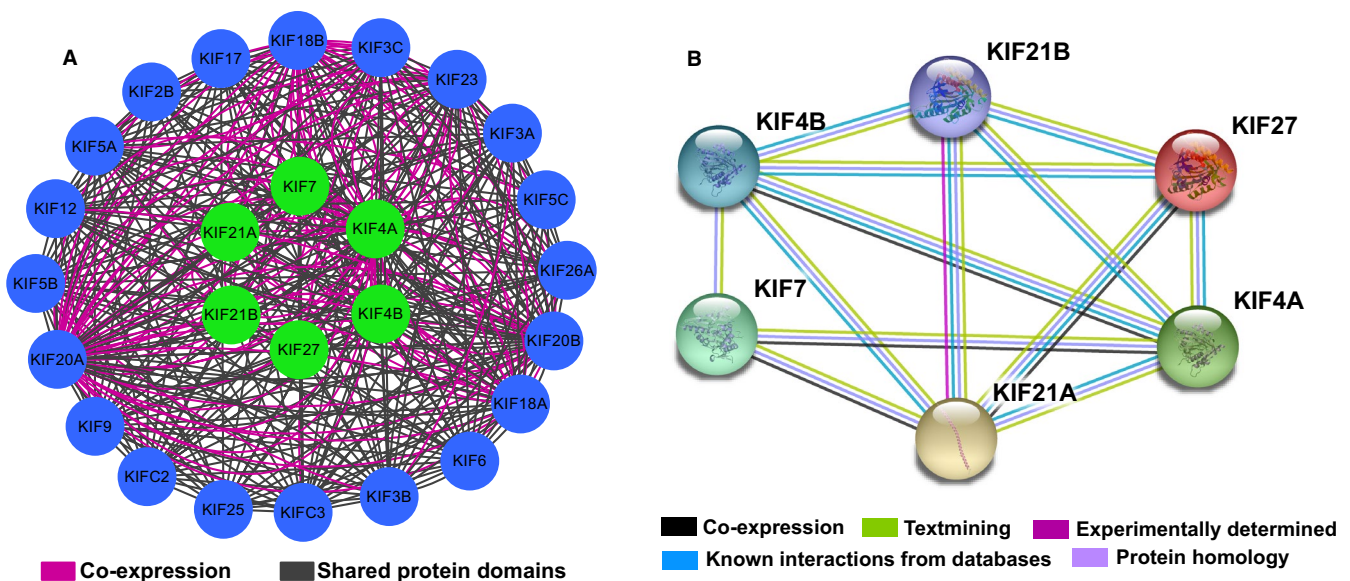 A
KIF18B
KIF3C
KIF17
KIF23
KIF2B
KIF3A
KIF5A
KIF7
KIF5C
KIF12
KIF21A
KIF4A
KIF26A
KIF5B
KIF21B
KIF4B
KIF20B
KIF27
KIF20A
KIF18A
KIF9
KIF6
KIFC2
KIF3B
KIF25
KIFC3
Co-expression
Shared protein domains
B
KIF21B
KIF4B
KIF27
KIF7
KIF4A
KIF21A
Co-expression
Textmining
Experimentally determined
Known interactions from databases
Protein homology